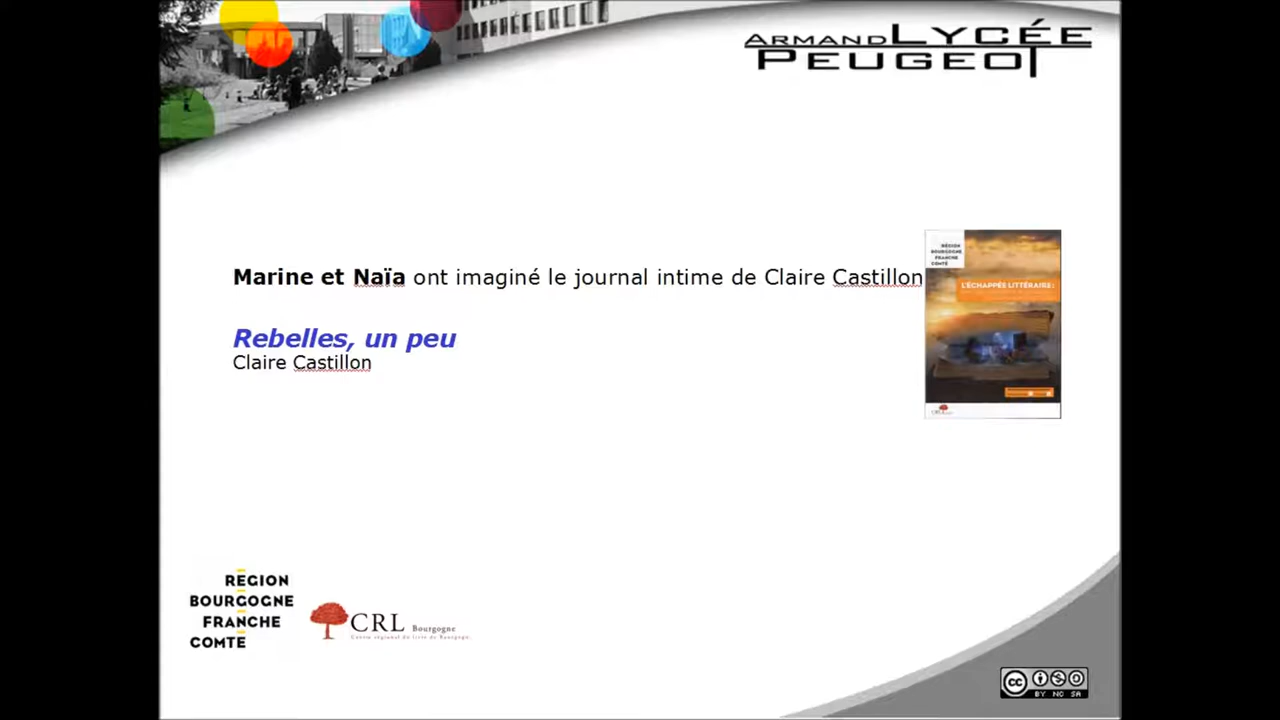 ARMAND LYCÉE
PEUGEOT
Marine et Naïa ont imaginé le journal intime de Claire Castillon
RÉGION
BOURGOGNE
FRANCHE
COMTÉ
L'ÉCHAPPÉE LITTÉRAIRE :
Rebelles, un peu
Claire Castillon
CRL
REGION
BOURGOGNE
FRANCHE
COMTE
CRL Bourgogne
Centre régional du livre de Bourgogne
cc
BY NC SA